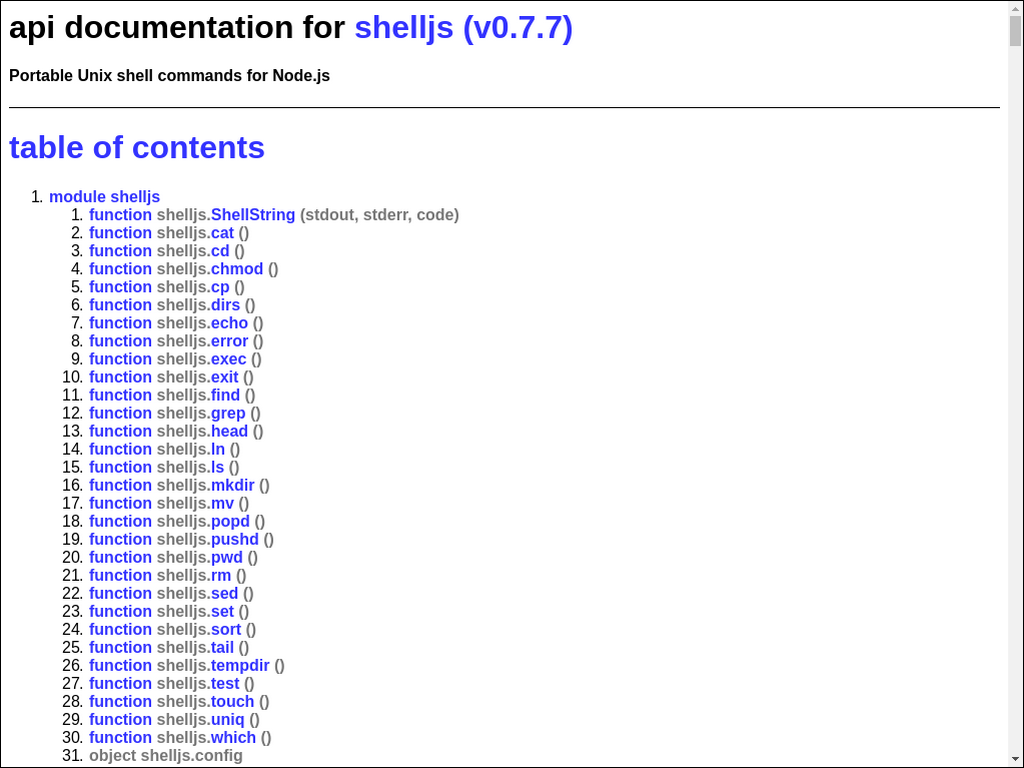 api documentation for shelljs (v0.7.7)
Portable Unix shell commands for Node.js
table of contents
1. module shelljs
1. function shelljs.ShellString (stdout, stderr, code)
2. function shelljs.cat ()
3. function shelljs.cd ()
4. function shelljs.chmod ()
5. function shelljs.cp ()
6. function shelljs.dirs ()
7. function shelljs.echo ()
8. function shelljs.error ()
9. function shelljs.exec ()
10. function shelljs.exit ()
11. function shelljs.find ()
12. function shelljs.grep ()
13. function shelljs.head ()
14. function shelljs.ln ()
15. function shelljs.ls ()
16. function shelljs.mkdir ()
17. function shelljs.mv ()
18. function shelljs.popd ()
19. function shelljs.pushd ()
20. function shelljs.pwd ()
21. function shelljs.rm ()
22. function shelljs.sed ()
23. function shelljs.set ()
24. function shelljs.sort ()
25. function shelljs.tail ()
26. function shelljs.tempdir ()
27. function shelljs.test ()
28. function shelljs.touch ()
29. function shelljs.uniq ()
30. function shelljs.which ()
31. object shelljs.config